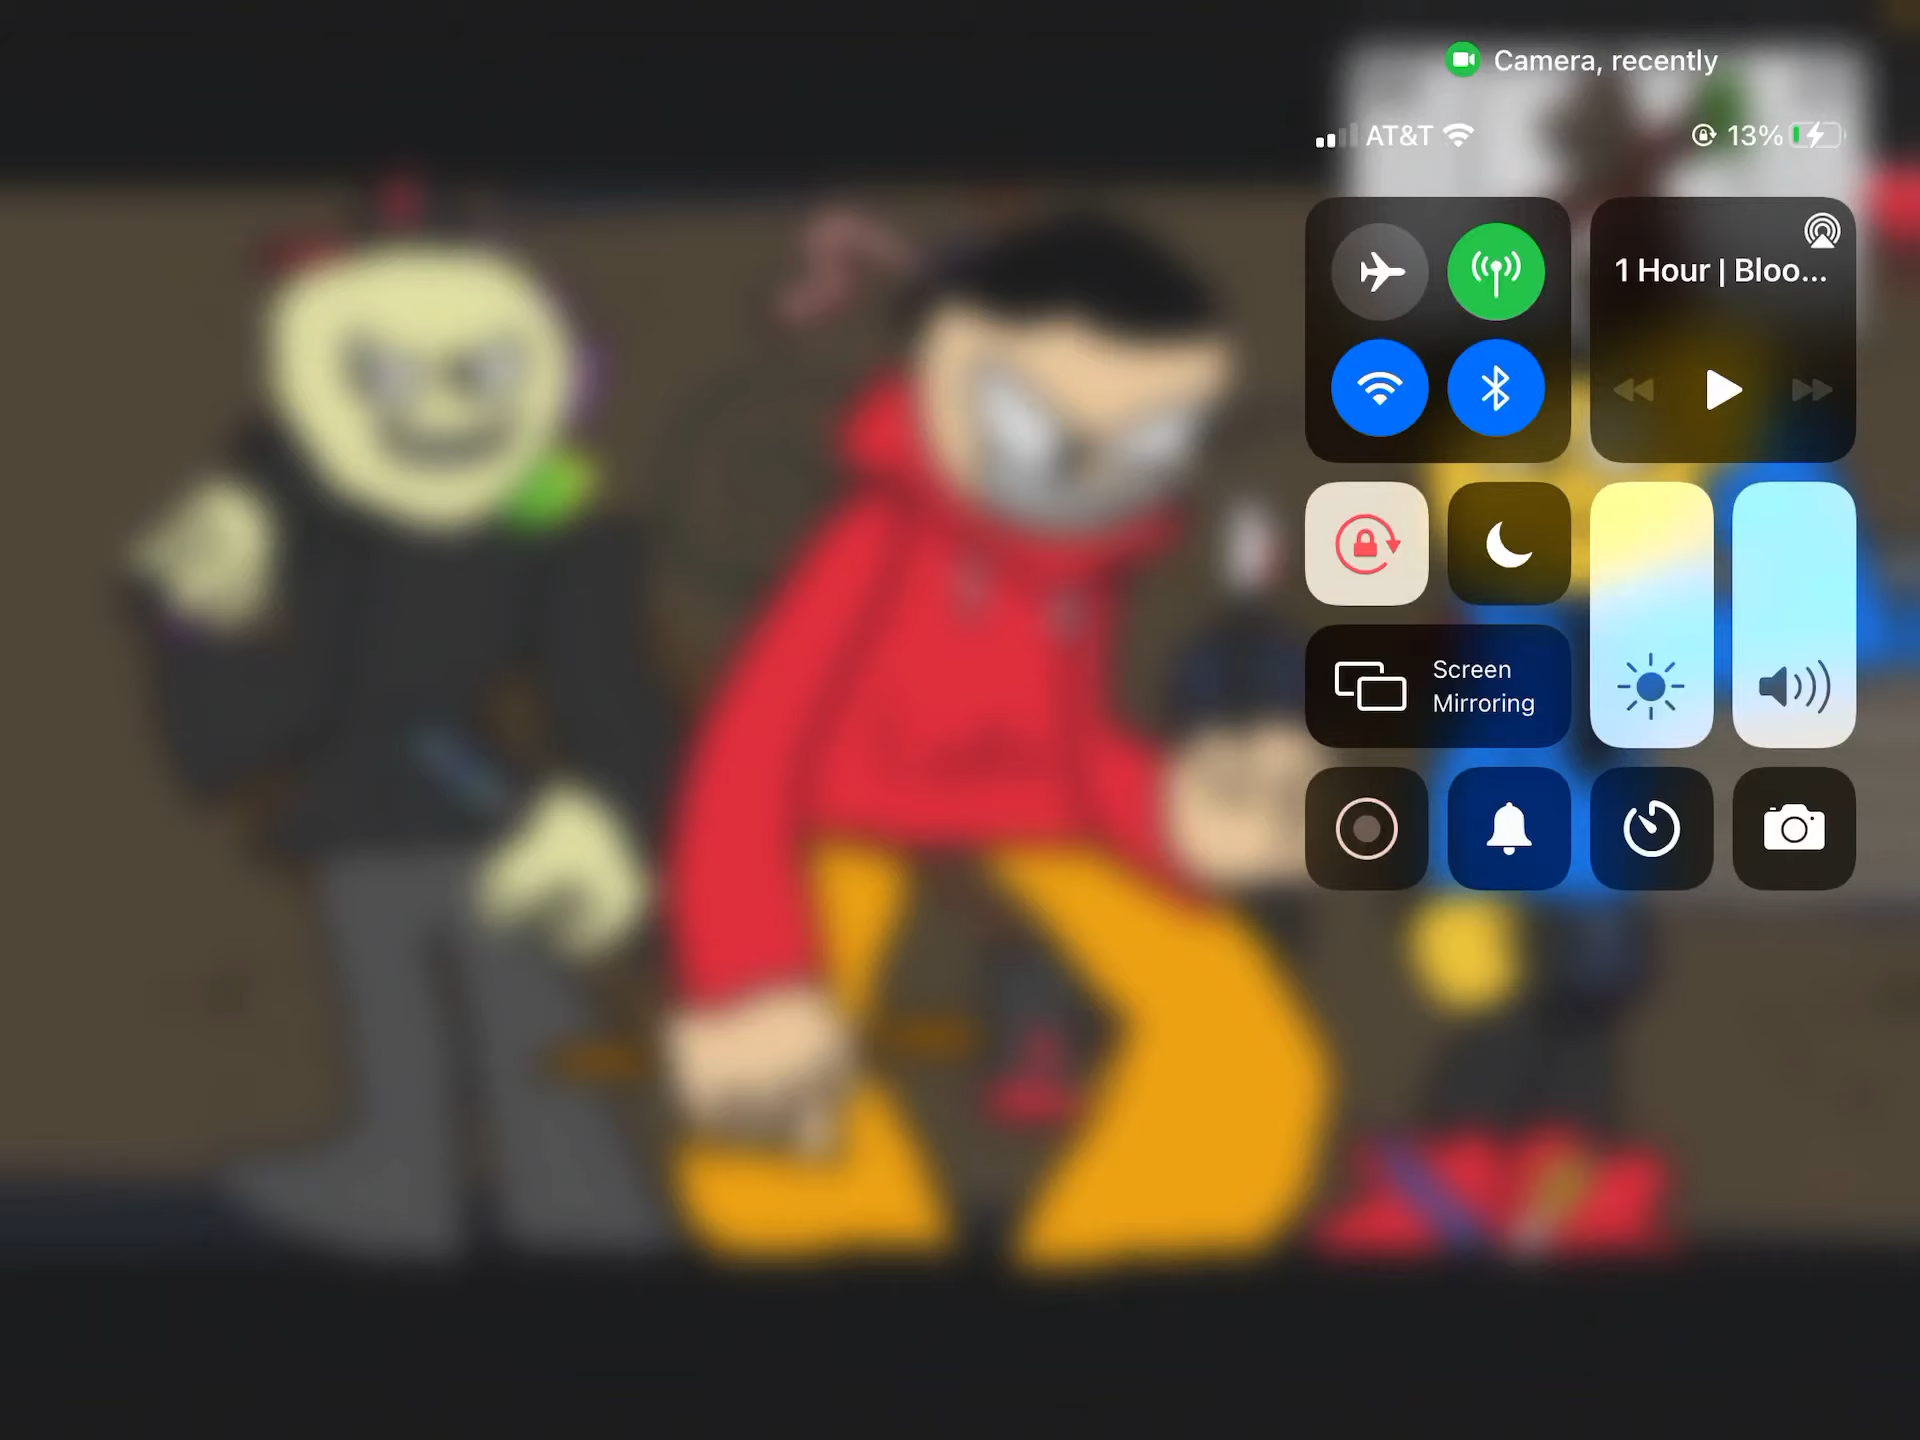 Camera, recently
AT&T
13%
1 Hour | Bloo...
Screen
Mirroring